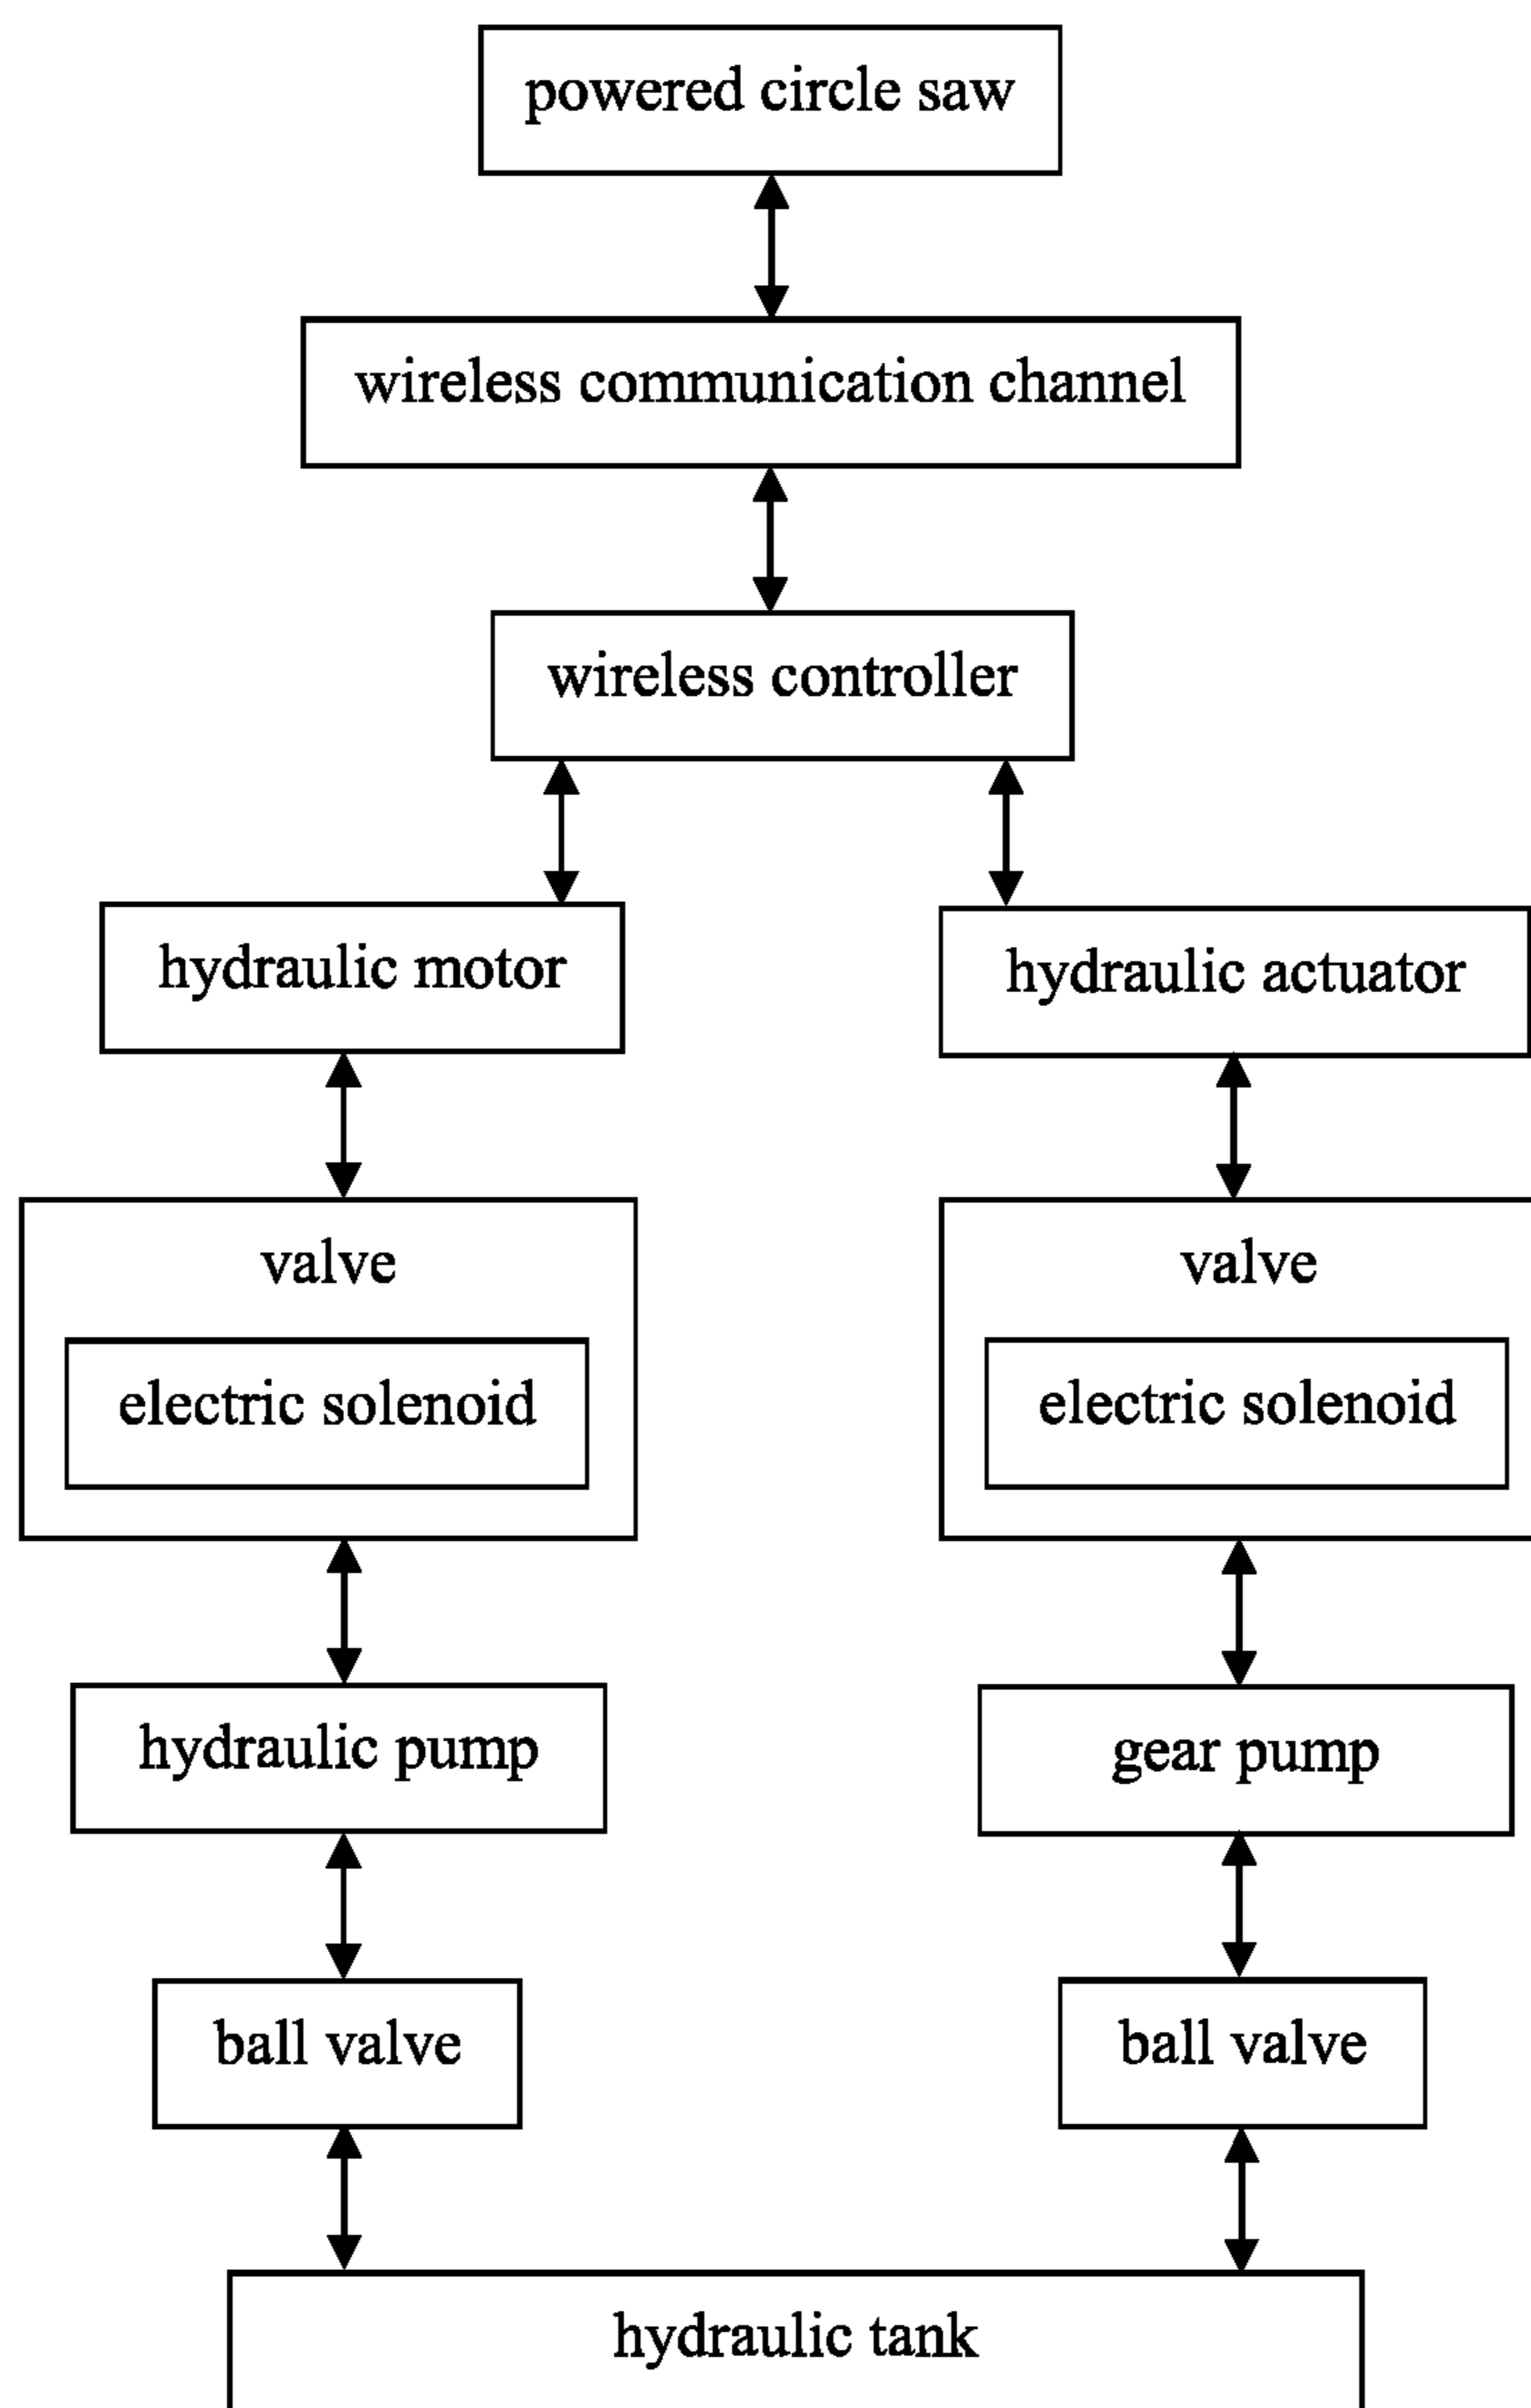 powered circle saw
wireless communication channel
wireless controller
hydraulic motor
hydraulic actuator
valve
valve
electric solenoid
electric solenoid
hydraulic pump
gear pump
ball valve
ball valve
hydraulic tank